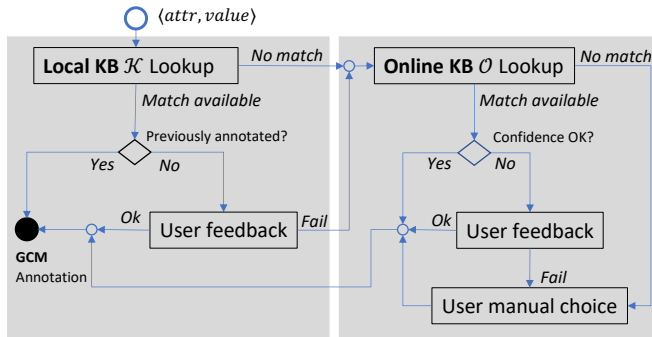 ⟨attr, value⟩
Local KB 𝒦 Lookup
No match
Online KB 𝒪 Lookup
No match
Match available
Match available
Previously annotated?
Confidence OK?
Yes
No
Yes
No
Ok
User feedback
Fail
Ok
User feedback
GCM
Annotation
Fail
User manual choice